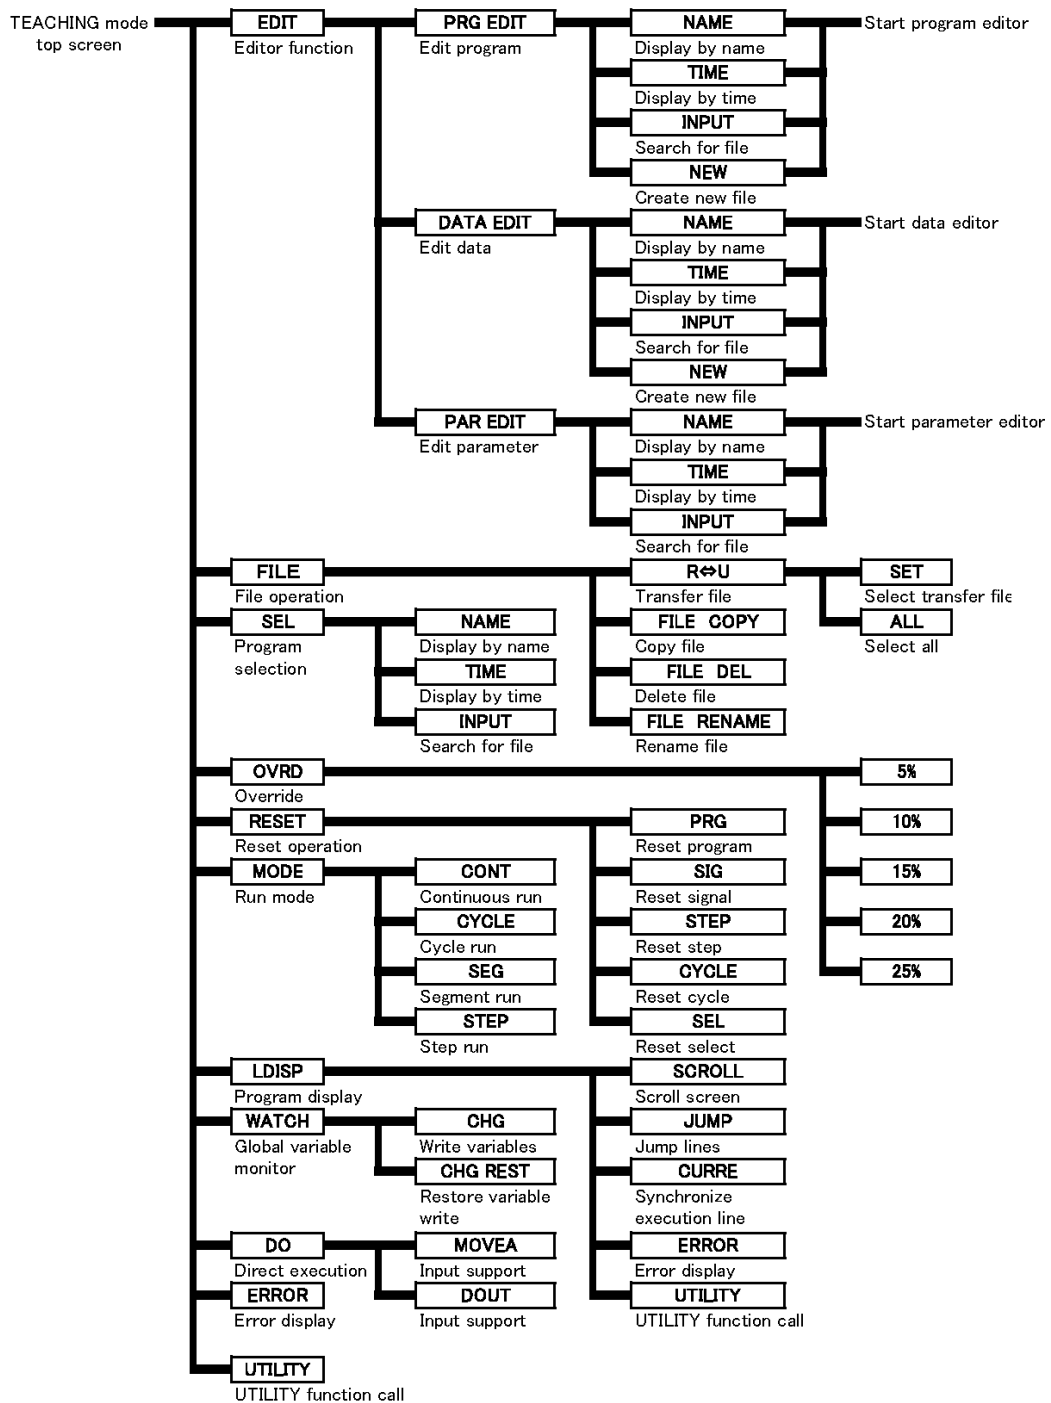 TEACHING mode
top screen
EDIT
Editor function
PRG EDIT
Edit program
NAME
Display by name
Start program editor
TIME
Display by time
INPUT
Search for file
NEW
Create new file
DATA EDIT
Edit data
NAME
Display by name
Start data editor
TIME
Display by time
INPUT
Search for file
NEW
Create new file
PAR EDIT
Edit parameter
NAME
Display by name
Start parameter editor
TIME
Display by time
INPUT
Search for file
FILE
File operation
R⇔U
Transfer file
SET
Select transfer file
ALL
Select all
FILE COPY
Copy file
FILE DEL
Delete file
FILE RENAME
Rename file
SEL
Program
selection
NAME
Display by name
TIME
Display by time
INPUT
Search for file
OVRD
Override
5%
10%
15%
20%
25%
RESET
Reset operation
PRG
Reset program
SIG
Reset signal
STEP
Reset step
CYCLE
Reset cycle
SEL
Reset select
MODE
Run mode
CONT
Continuous run
CYCLE
Cycle run
SEG
Segment run
STEP
Step run
LDISP
Program display
SCROLL
Scroll screen
JUMP
Jump lines
CURRE
Synchronize
execution line
ERROR
Error display
UTILITY
UTILITY function call
WATCH
Global variable
monitor
CHG
Write variables
CHG REST
Restore variable
write
DO
Direct execution
MOVEA
Input support
DOUT
Input support
ERROR
Error display
UTILITY
UTILITY function call